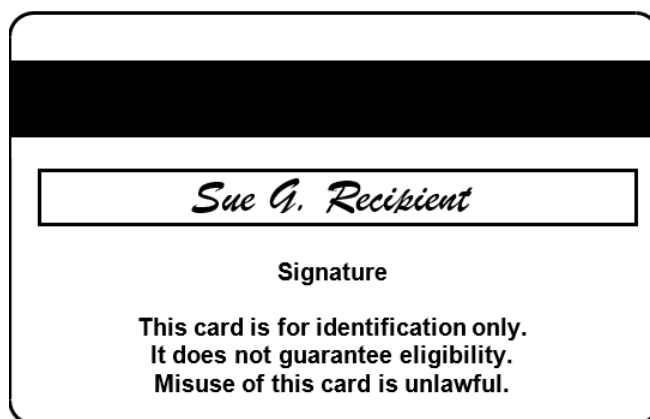 Sue G. Recipient
Signature
This card is for identification only.
It does not guarantee eligibility.
Misuse of this card is unlawful.